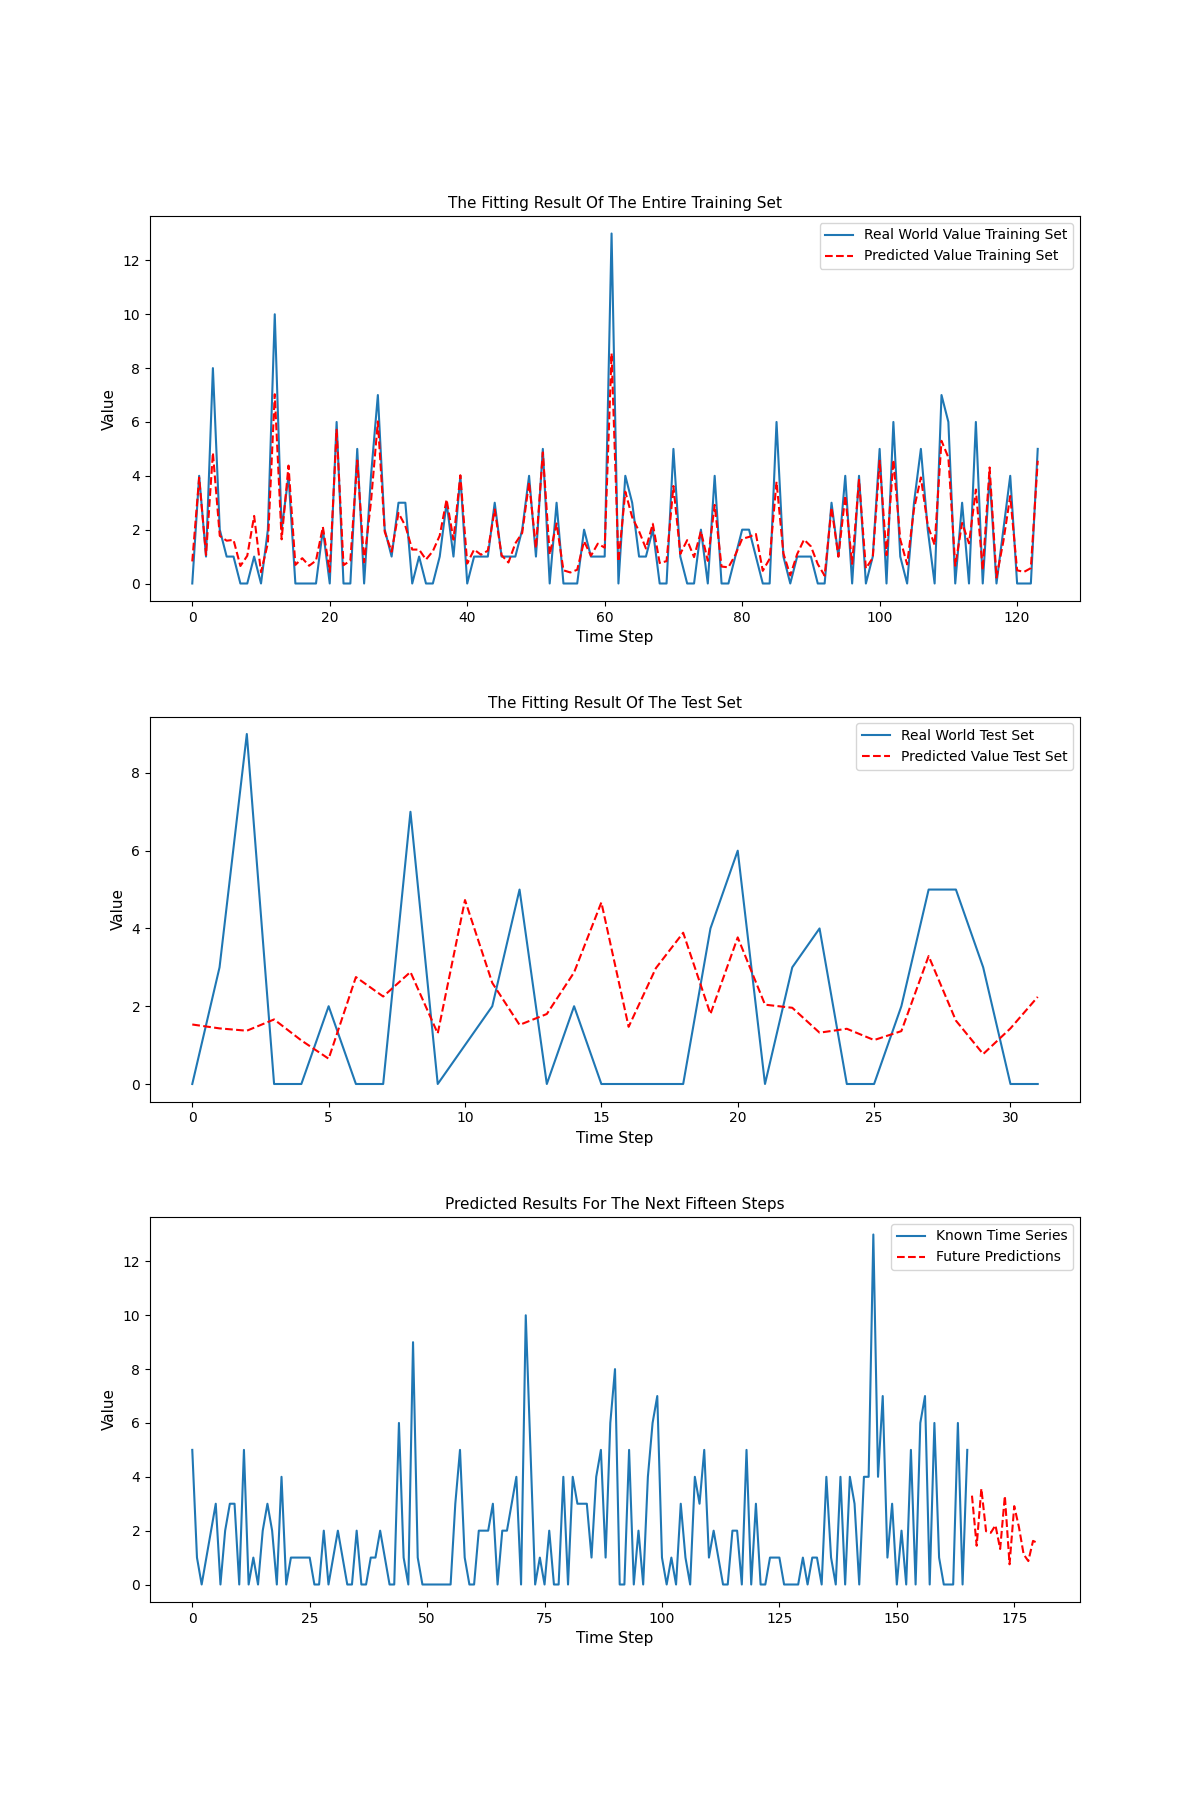 The Fitting Result Of The Entire Training Set
Real World Value Training Set
Predicted Value Training Set
Value
12
10
8
6
4
2
0
0 20 40 60 80 100 120
Time Step
The Fitting Result Of The Test Set
Real World Test Set
Predicted Value Test Set
Value
8
6
4
2
0
0 5 10 15 20 25 30
Time Step
Predicted Results For The Next Fifteen Steps
Known Time Series
Future Predictions
Value
12
10
8
6
4
2
0
0 25 50 75 100 125 150 175
Time Step